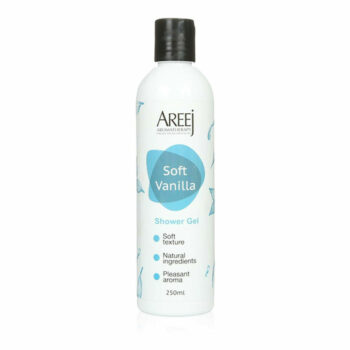 AREEJ
AROMATHERAPY
Soft
Vanilla
Shower Gel
Soft
texture
Natural
ingredients
Pleasant
aroma
250ml